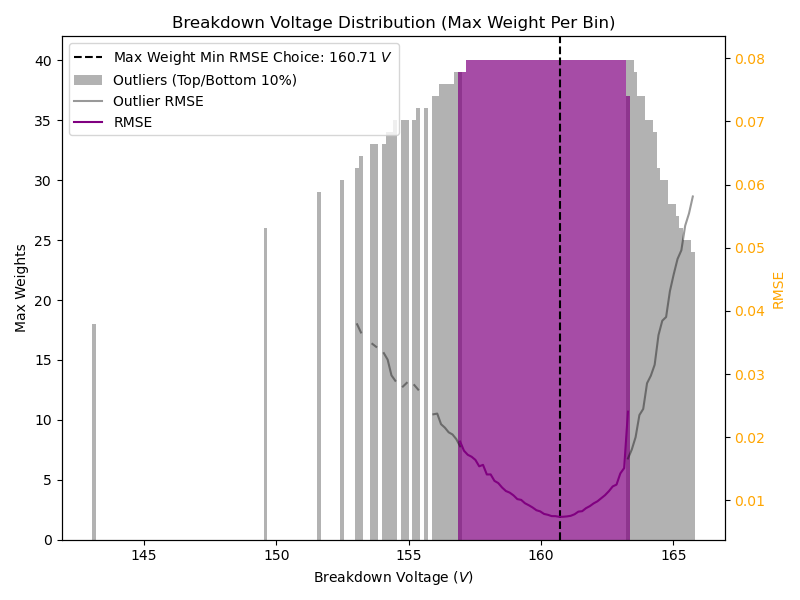 Breakdown Voltage Distribution (Max Weight Per Bin)
Max Weight Min RMSE Choice: 160.71 V
Outliers (Top/Bottom 10%)
Outlier RMSE
RMSE
Max Weights
40
35
30
25
20
15
10
5
0
145
150
155
160
165
Breakdown Voltage (V)
0.08
0.07
0.06
0.05
0.04
0.03
0.02
0.01
RMSE